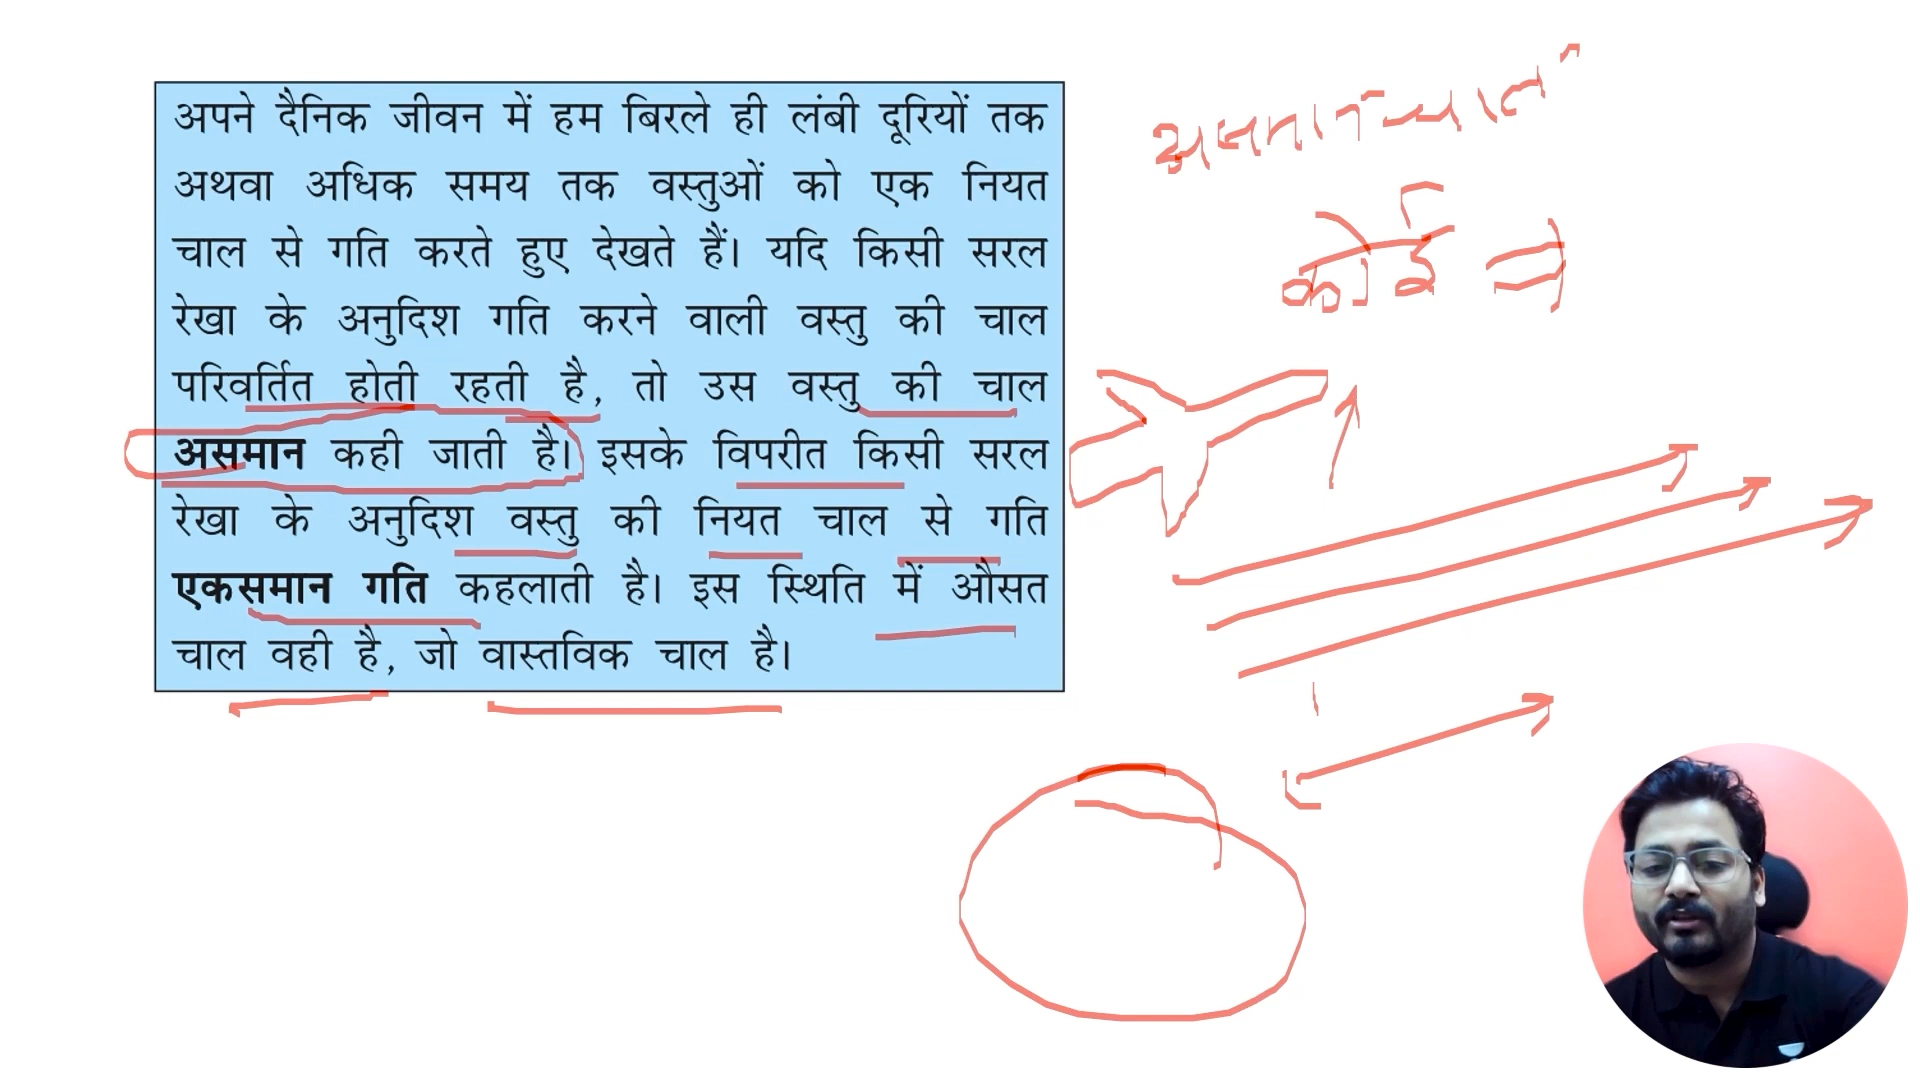 अपने दैनिक जीवन में हम बिरले ही लंबी दूरियों तक
अथवा अधिक समय तक वस्तुओं को एक नियत
चाल से गति करते हुए देखते हैं। यदि किसी सरल
रेखा के अनुदिश गति करने वाली वस्तु की चाल
परिवर्तित होती रहती है, तो उस वस्तु की चाल
असमान कही जाती है। इसके विपरीत किसी सरल
रेखा के अनुदिश वस्तु की नियत चाल से गति
एकसमान गति कहलाती है। इस स्थिति में औसत
चाल वही है, जो वास्तविक चाल है।
असमान चाल
कोई